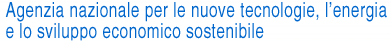 Agenzia nazionale per le nuove tecnologie, l'energia
e lo sviluppo economico sostenibile